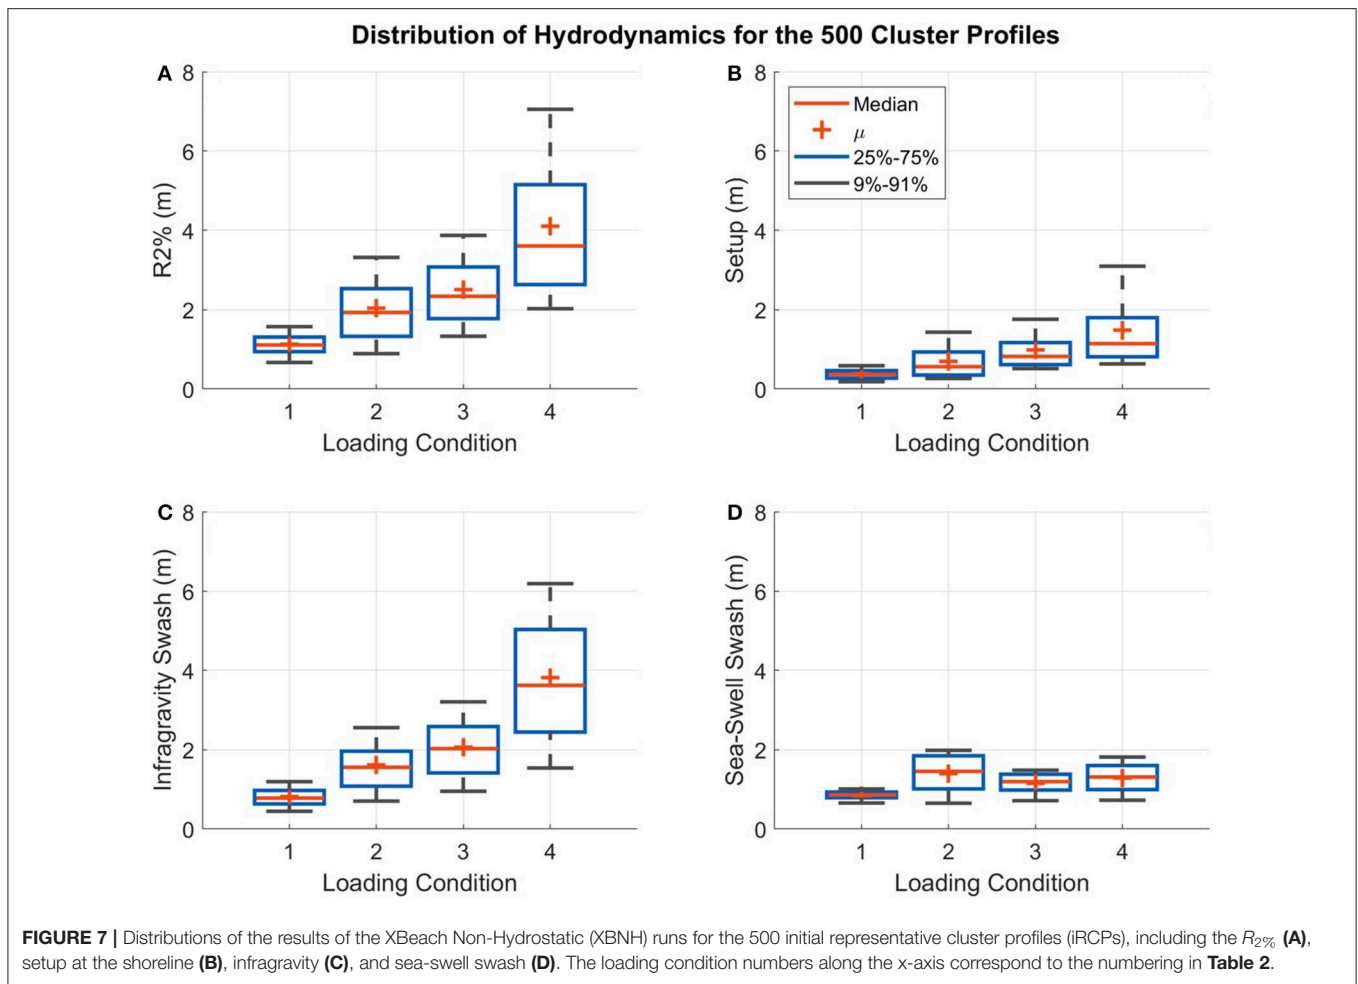 Distribution of Hydrodynamics for the 500 Cluster Profiles
A
8
6
4
2
0
R2% (m)
1 2 3 4
Loading Condition
B
8
6
4
2
0
Setup (m)
Median
μ
25%-75%
9%-91%
1 2 3 4
Loading Condition
C
8
6
4
2
0
Infragravity Swash (m)
1 2 3 4
Loading Condition
D
8
6
4
2
0
Sea-Swell Swash (m)
1 2 3 4
Loading Condition
FIGURE 7 | Distributions of the results of the XBeach Non-Hydrostatic (XBNH) runs for the 500 initial representative cluster profiles (iRCPs), including the R2% (A),
setup at the shoreline (B), infragravity (C), and sea-swell swash (D). The loading condition numbers along the x-axis correspond to the numbering in Table 2.